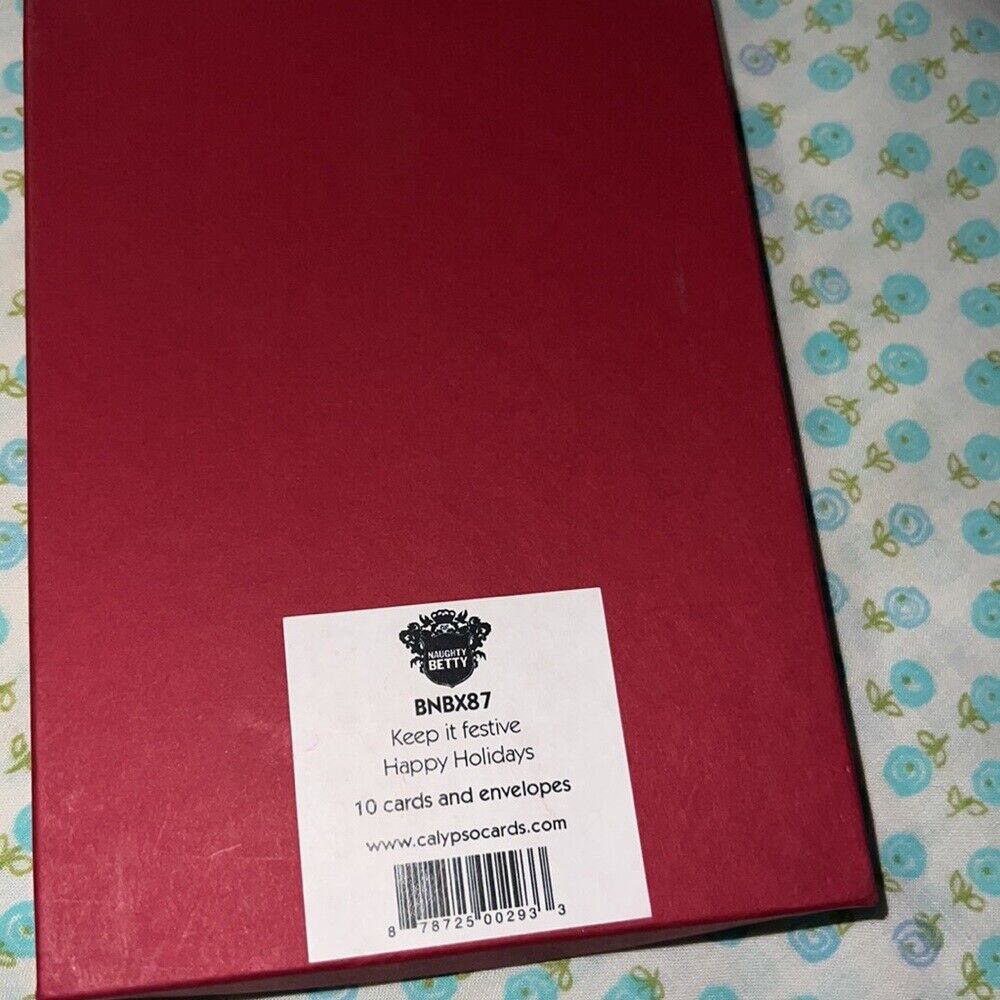 NAUGHTY
BETTY
BNBX87
Keep it festive
Happy Holidays
10 cards and envelopes
www.calypsocards.com
8 78725 00293 3